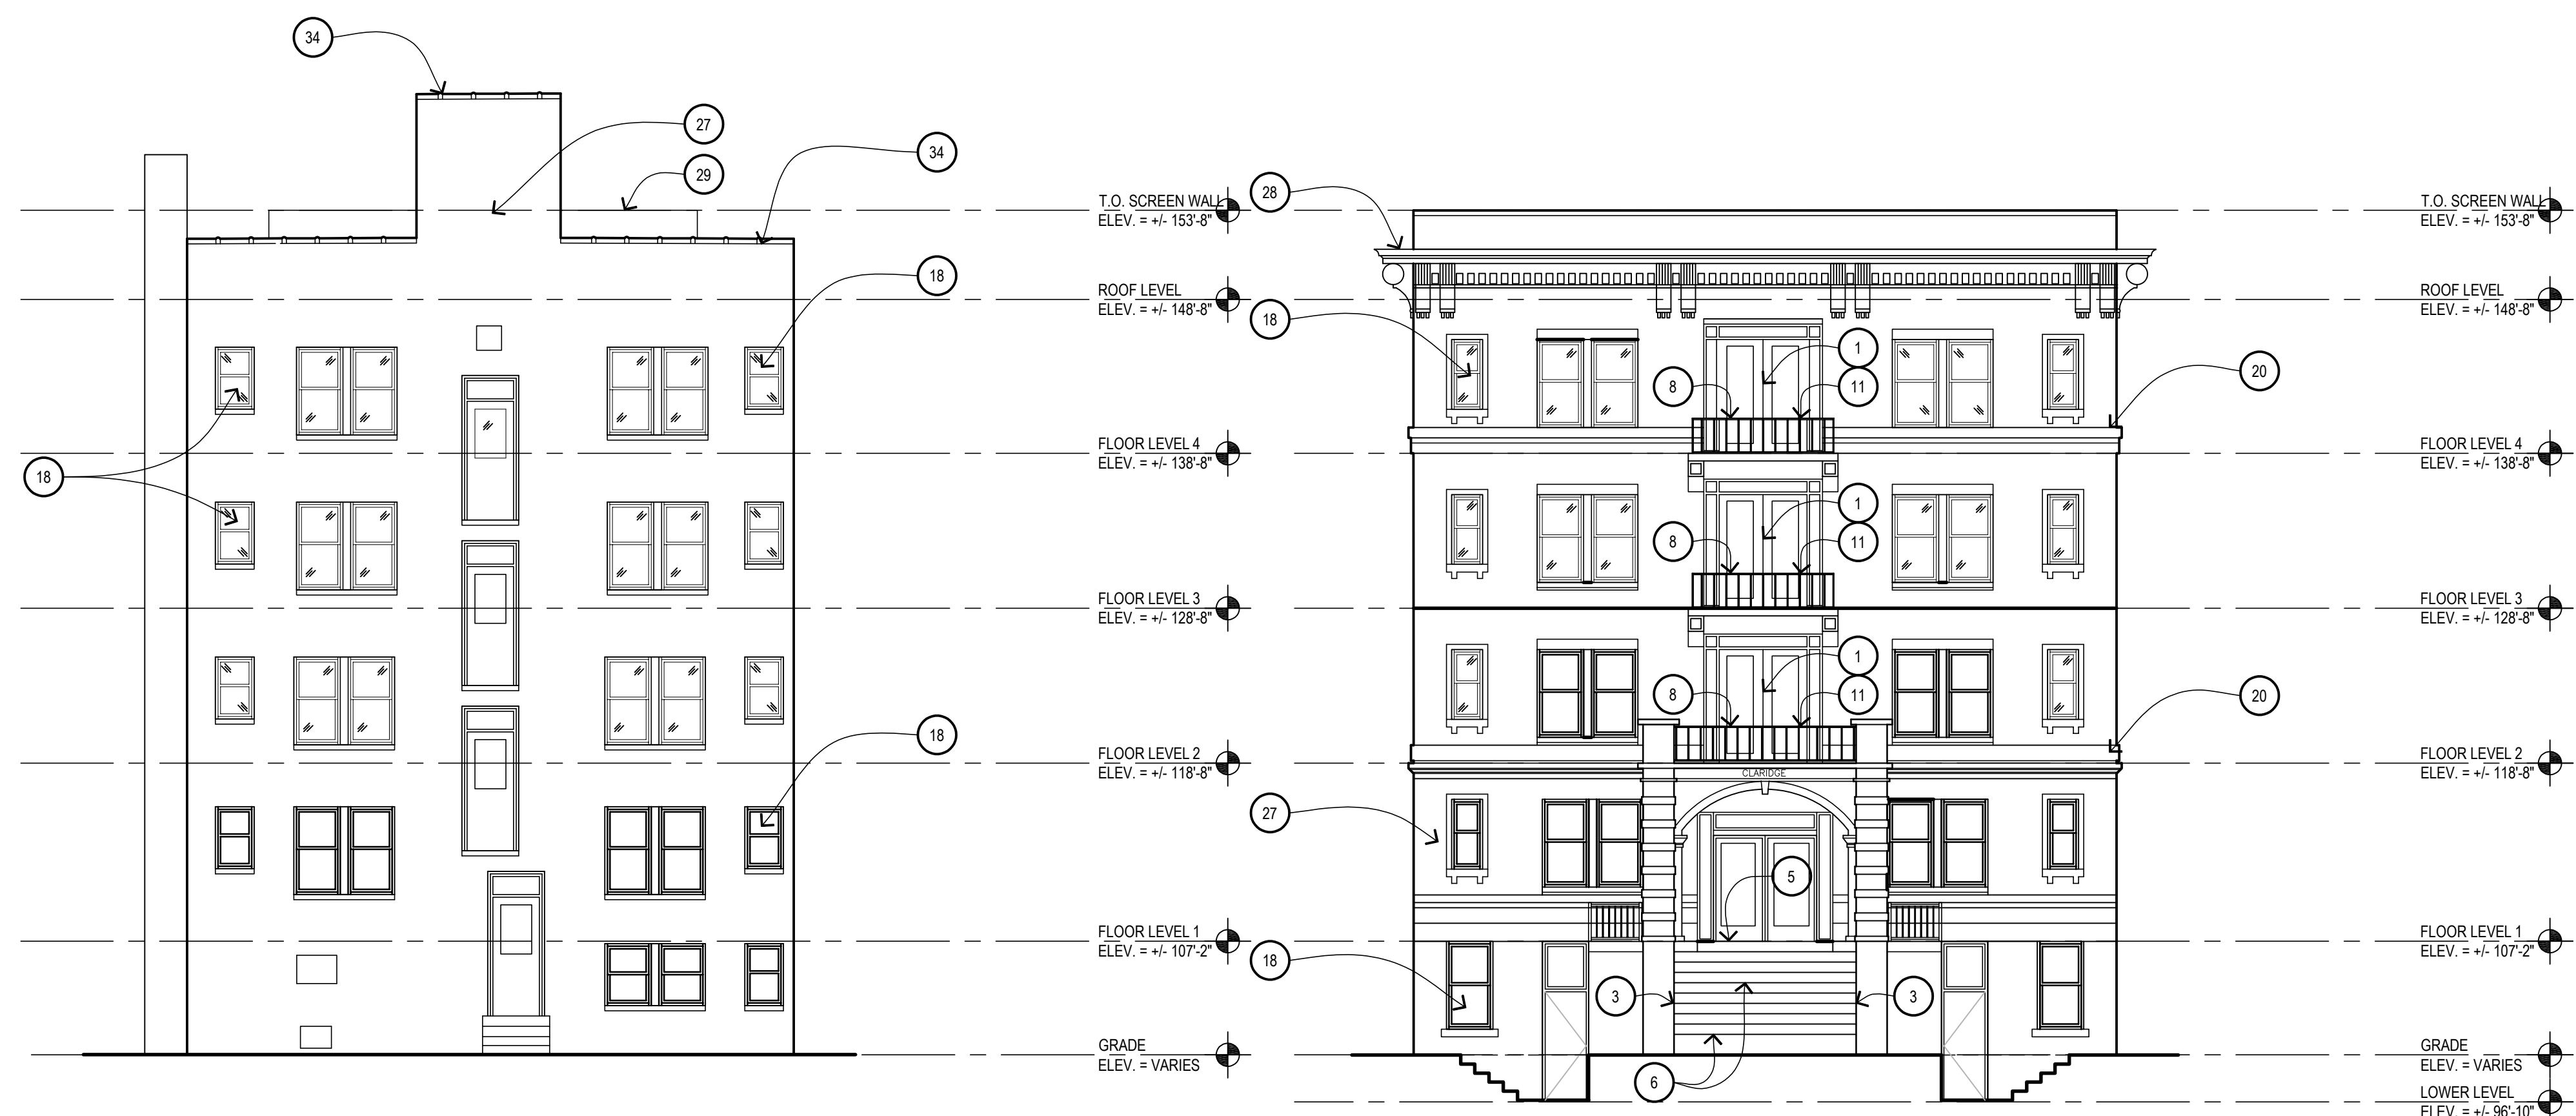 34
27
34
29
18
18
18
T.O. SCREEN WALL
ELEV. = +/- 153'-8"
ROOF LEVEL
ELEV. = +/- 148'-8"
FLOOR LEVEL 4
ELEV. = +/- 138'-8"
FLOOR LEVEL 3
ELEV. = +/- 128'-8"
FLOOR LEVEL 2
ELEV. = +/- 118'-8"
FLOOR LEVEL 1
ELEV. = +/- 107'-2"
GRADE
ELEV. = VARIES
28
18
1
8
11
20
1
8
11
1
8
11
20
CLARIDGE
27
5
18
3
3
6
T.O. SCREEN WALL
ELEV. = +/- 153'-8"
ROOF LEVEL
ELEV. = +/- 148'-8"
FLOOR LEVEL 4
ELEV. = +/- 138'-8"
FLOOR LEVEL 3
ELEV. = +/- 128'-8"
FLOOR LEVEL 2
ELEV. = +/- 118'-8"
FLOOR LEVEL 1
ELEV. = +/- 107'-2"
GRADE
ELEV. = VARIES
LOWER LEVEL
ELEV. = +/- 96'-10"